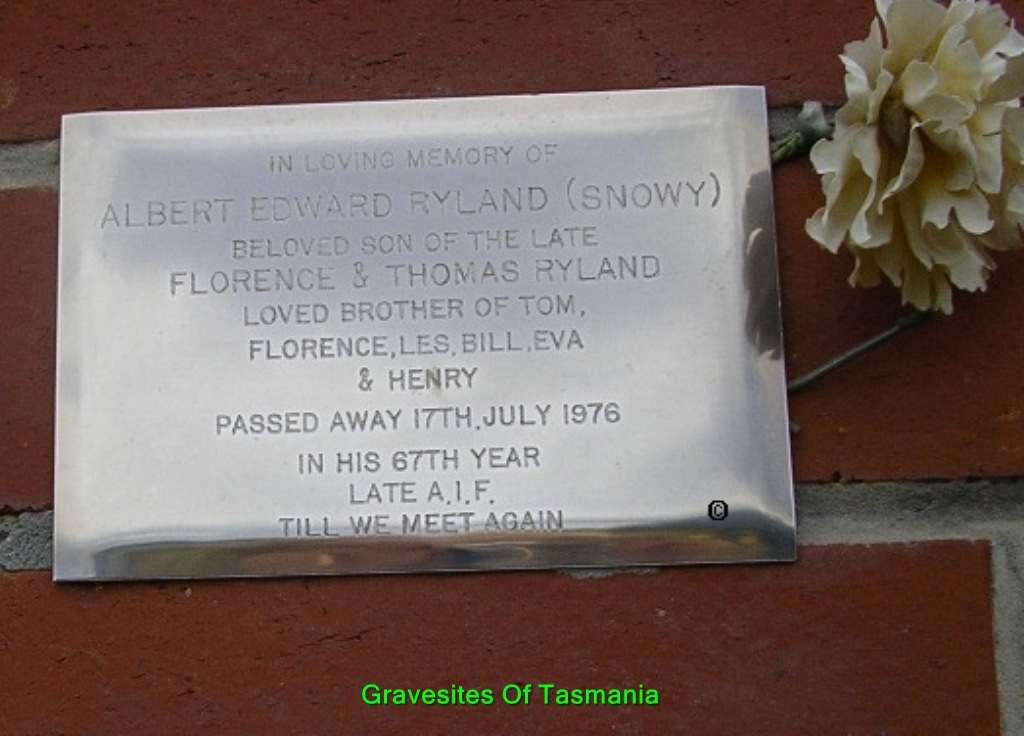 IN LOVING MEMORY OF
ALBERT EDWARD RYLAND (SNOWY)
BELOVED SON OF THE LATE
FLORENCE & THOMAS RYLAND
LOVED BROTHER OF TOM,
FLORENCE, LES, BILL, EVA
& HENRY
PASSED AWAY 17TH. JULY 1976
IN HIS 67TH YEAR
LATE A.I.F.
TILL WE MEET AGAIN
©
Gravesites Of Tasmania